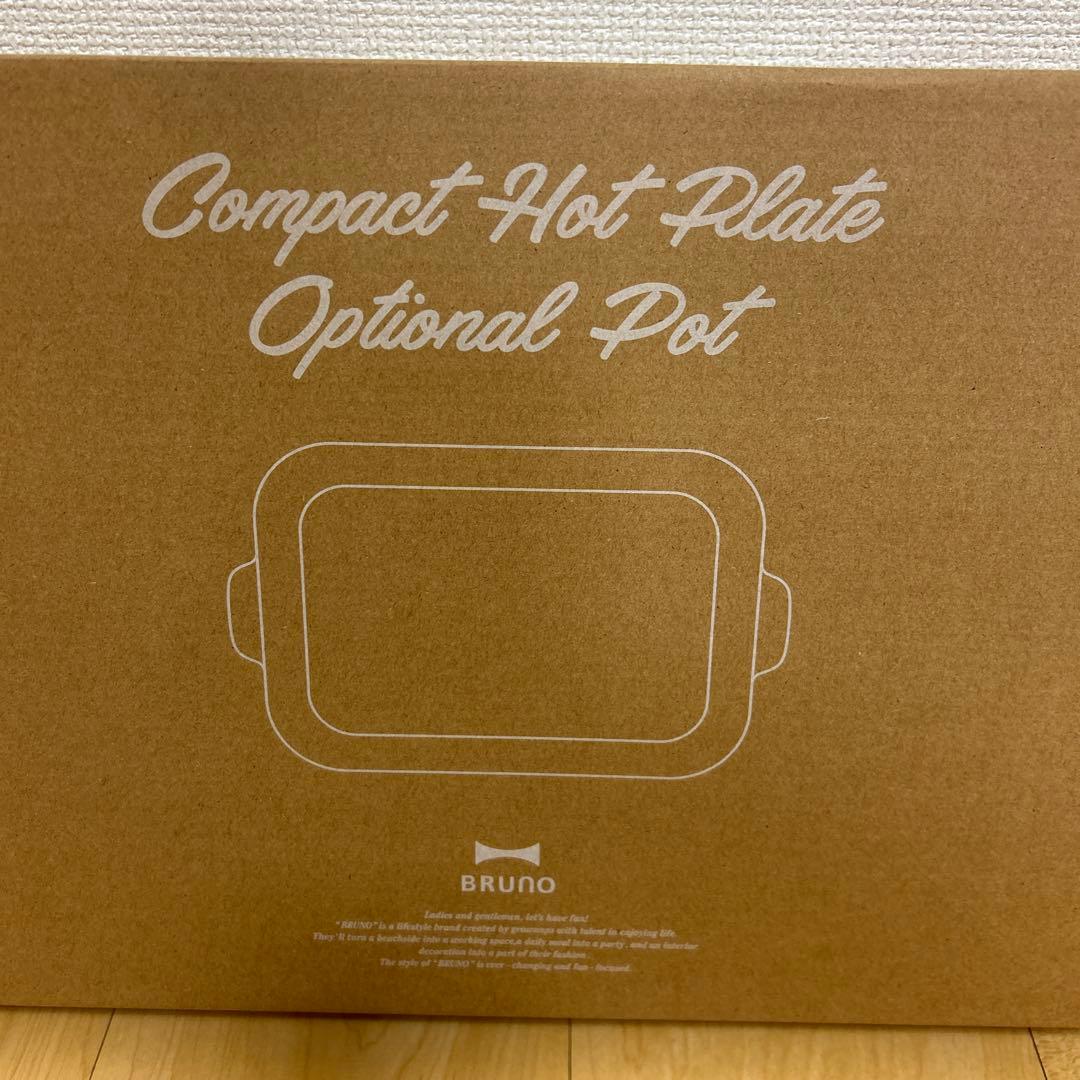 Compact Hot Plate
Optional Pot
BRUNO
Ladies and gentleman, let's have fun!
"BRUNO" is a lifestyle brand created by grownups with talent in enjoying life.
They'll turn a beachside into a working space,a daily meal into a party, and an interior
decoration into a part of their fashion.
The style of "BRUNO" is ever-changing and fun-focused.